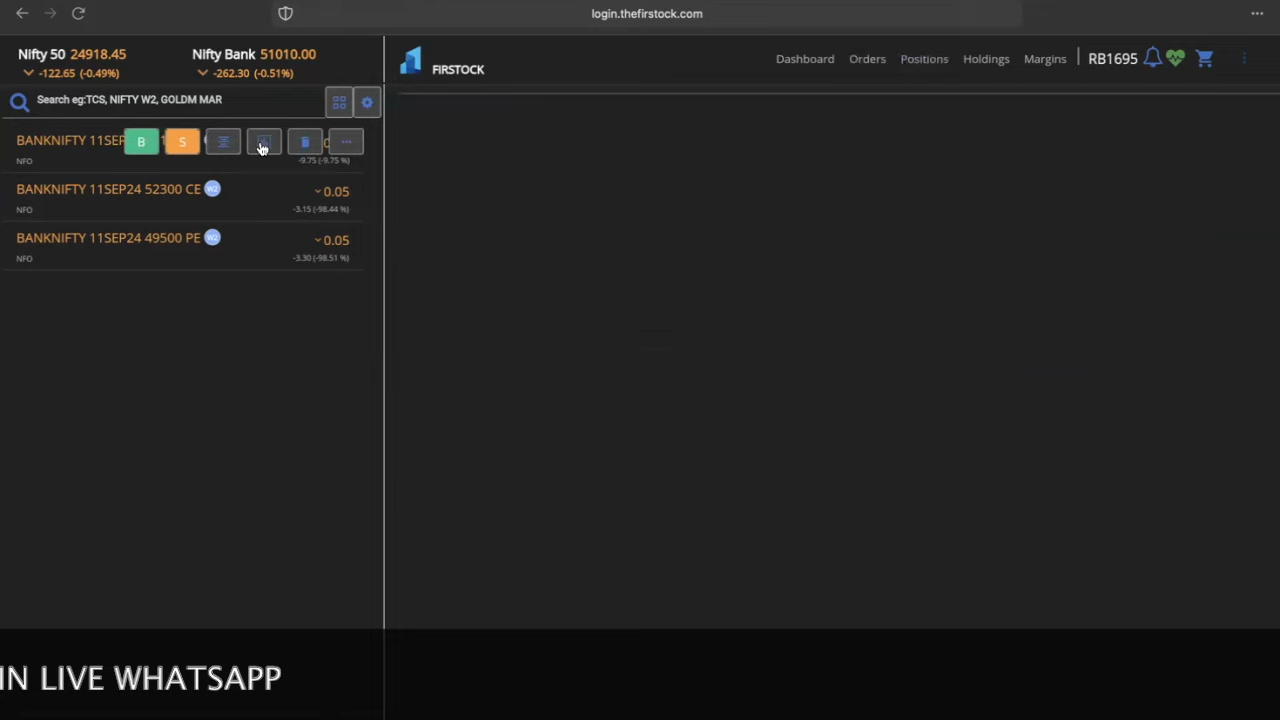 login.thefirstock.com
Nifty 50 24918.45
-122.65 (-0.49%)
Nifty Bank 51010.00
-262.30 (-0.51%)
FIRSTOCK
Dashboard Orders Positions Holdings Margins RB1695
Search eg:TCS, NIFTY W2, GOLDM MAR
BANKNIFTY 11SEP
B
S
NFO
-9.75 (-9.75 %)
BANKNIFTY 11SEP24 52300 CE W2
0.05
NFO
-3.15 (-98.44 %)
BANKNIFTY 11SEP24 49500 PE W2
0.05
NFO
-3.30 (-98.51 %)
IN LIVE WHATSAPP